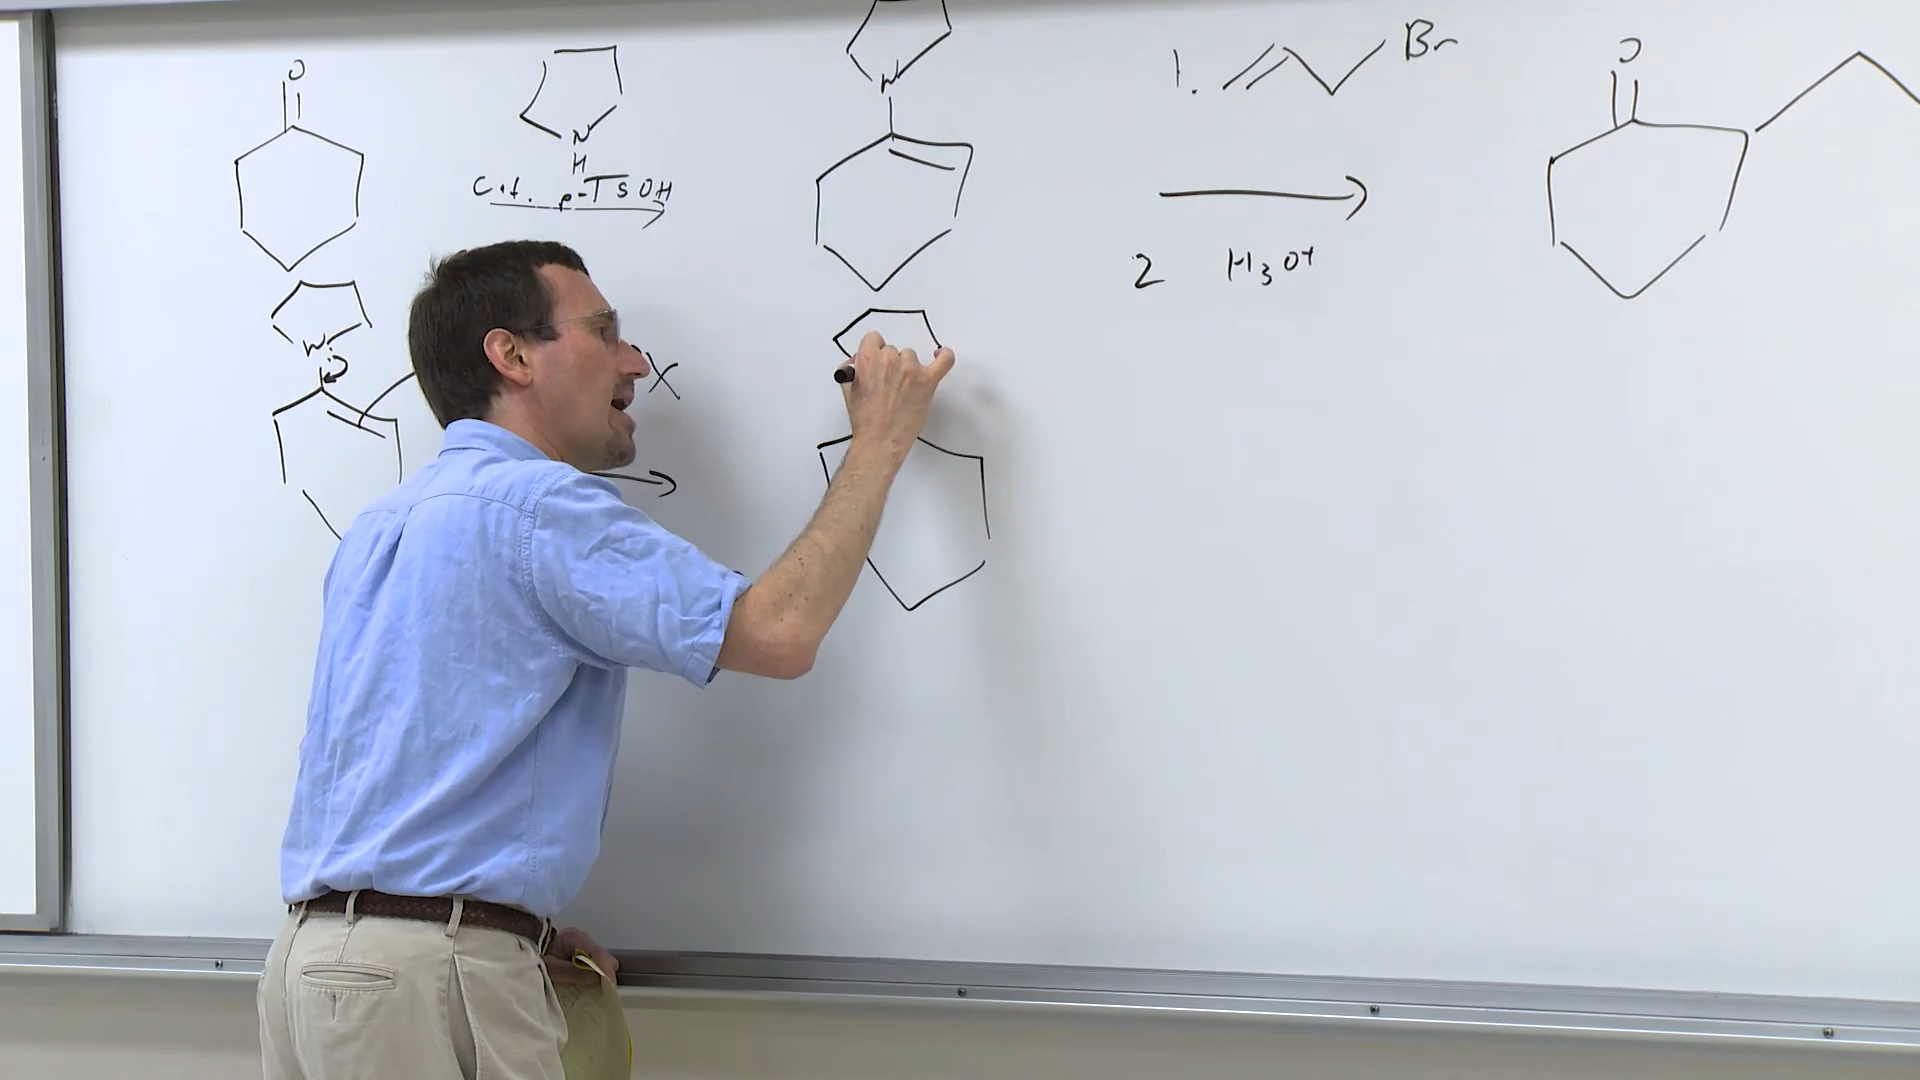 O
N
H
Cat. p-TsOH
N
1. Br
2 H3O+
O
N
X